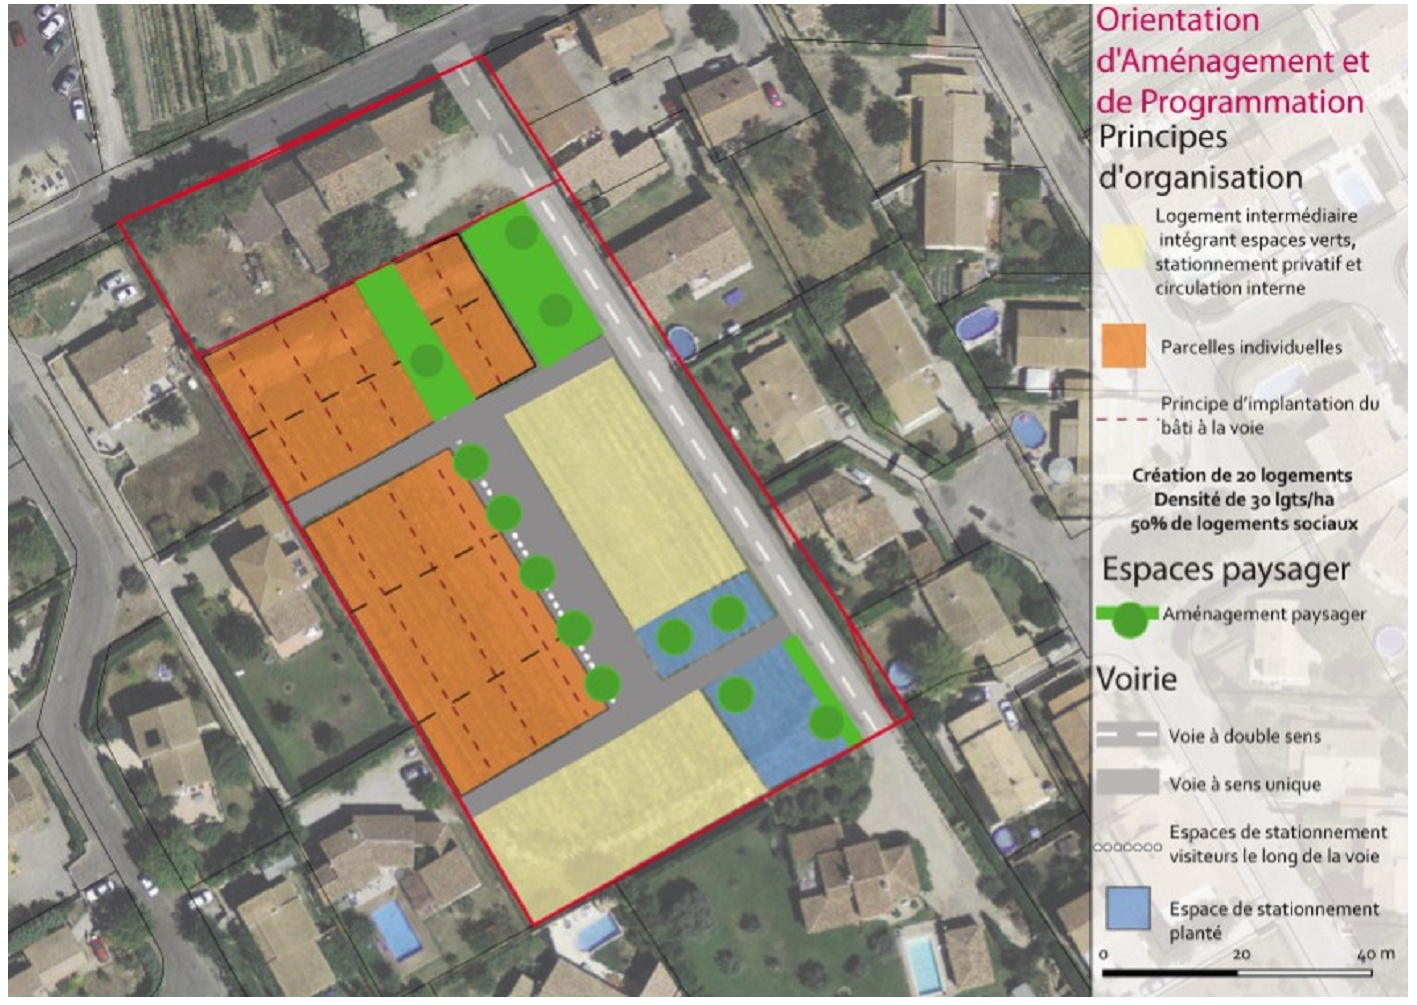 Orientation
d'Aménagement et
de Programmation
Principes
d'organisation
Logement intermédiaire
intégrant espaces verts,
stationnement privatif et
circulation interne
Parcelles individuelles
Principe d'implantation du
bâti à la voie
Création de 20 logements
Densité de 30 lgts/ha
50% de logements sociaux
Espaces paysager
Aménagement paysager
Voirie
Voie à double sens
Voie à sens unique
Espaces de stationnement
visiteurs le long de la voie
Espace de stationnement
planté
0 20 40 m